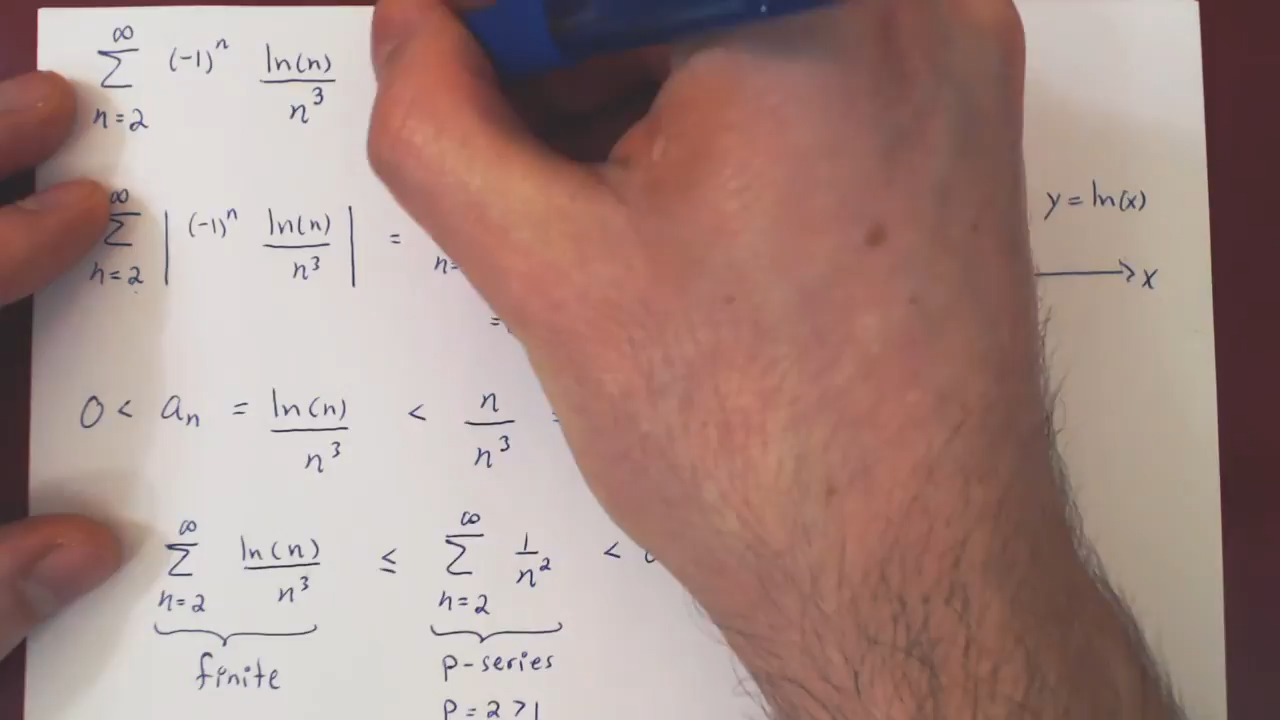 ∞
∑ (-1)^n ln(n)/n^3
n=2
∞
∑ |(-1)^n ln(n)/n^3| =
n=2 n=
y = ln(x)
x
=
0 < a_n = ln(n)/n^3 < n/n^3 =
∞ ∞
∑ ln(n)/n^3 ≤ ∑ 1/n^2 <
n=2 n=2
finite p-series
p = 2 > 1